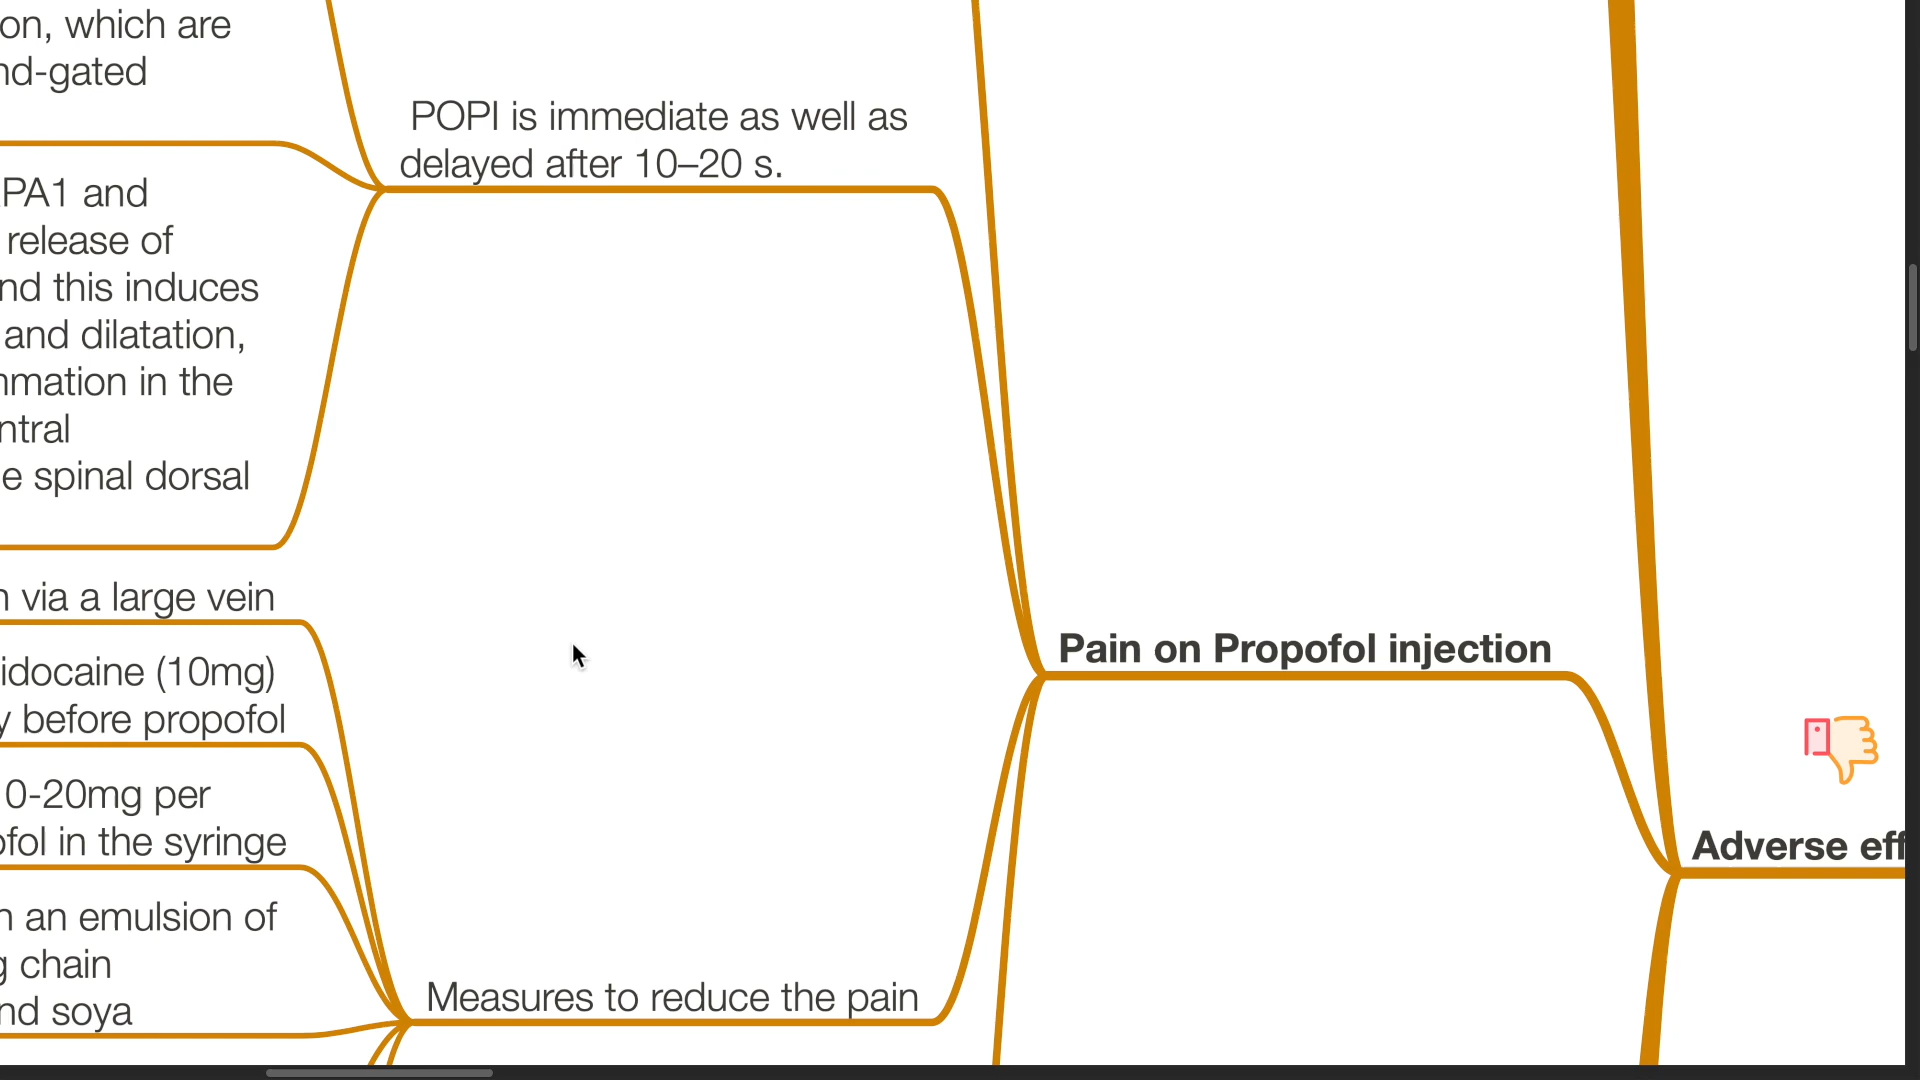 on, which are
nd-gated
POPI is immediate as well as
delayed after 10–20 s.
PA1 and
release of
nd this induces
and dilatation,
mmation in the
ntral
e spinal dorsal
n via a large vein
idocaine (10mg)
y before propofol
0-20mg per
ofol in the syringe
n an emulsion of
g chain
nd soya
Measures to reduce the pain
Pain on Propofol injection
Adverse eff